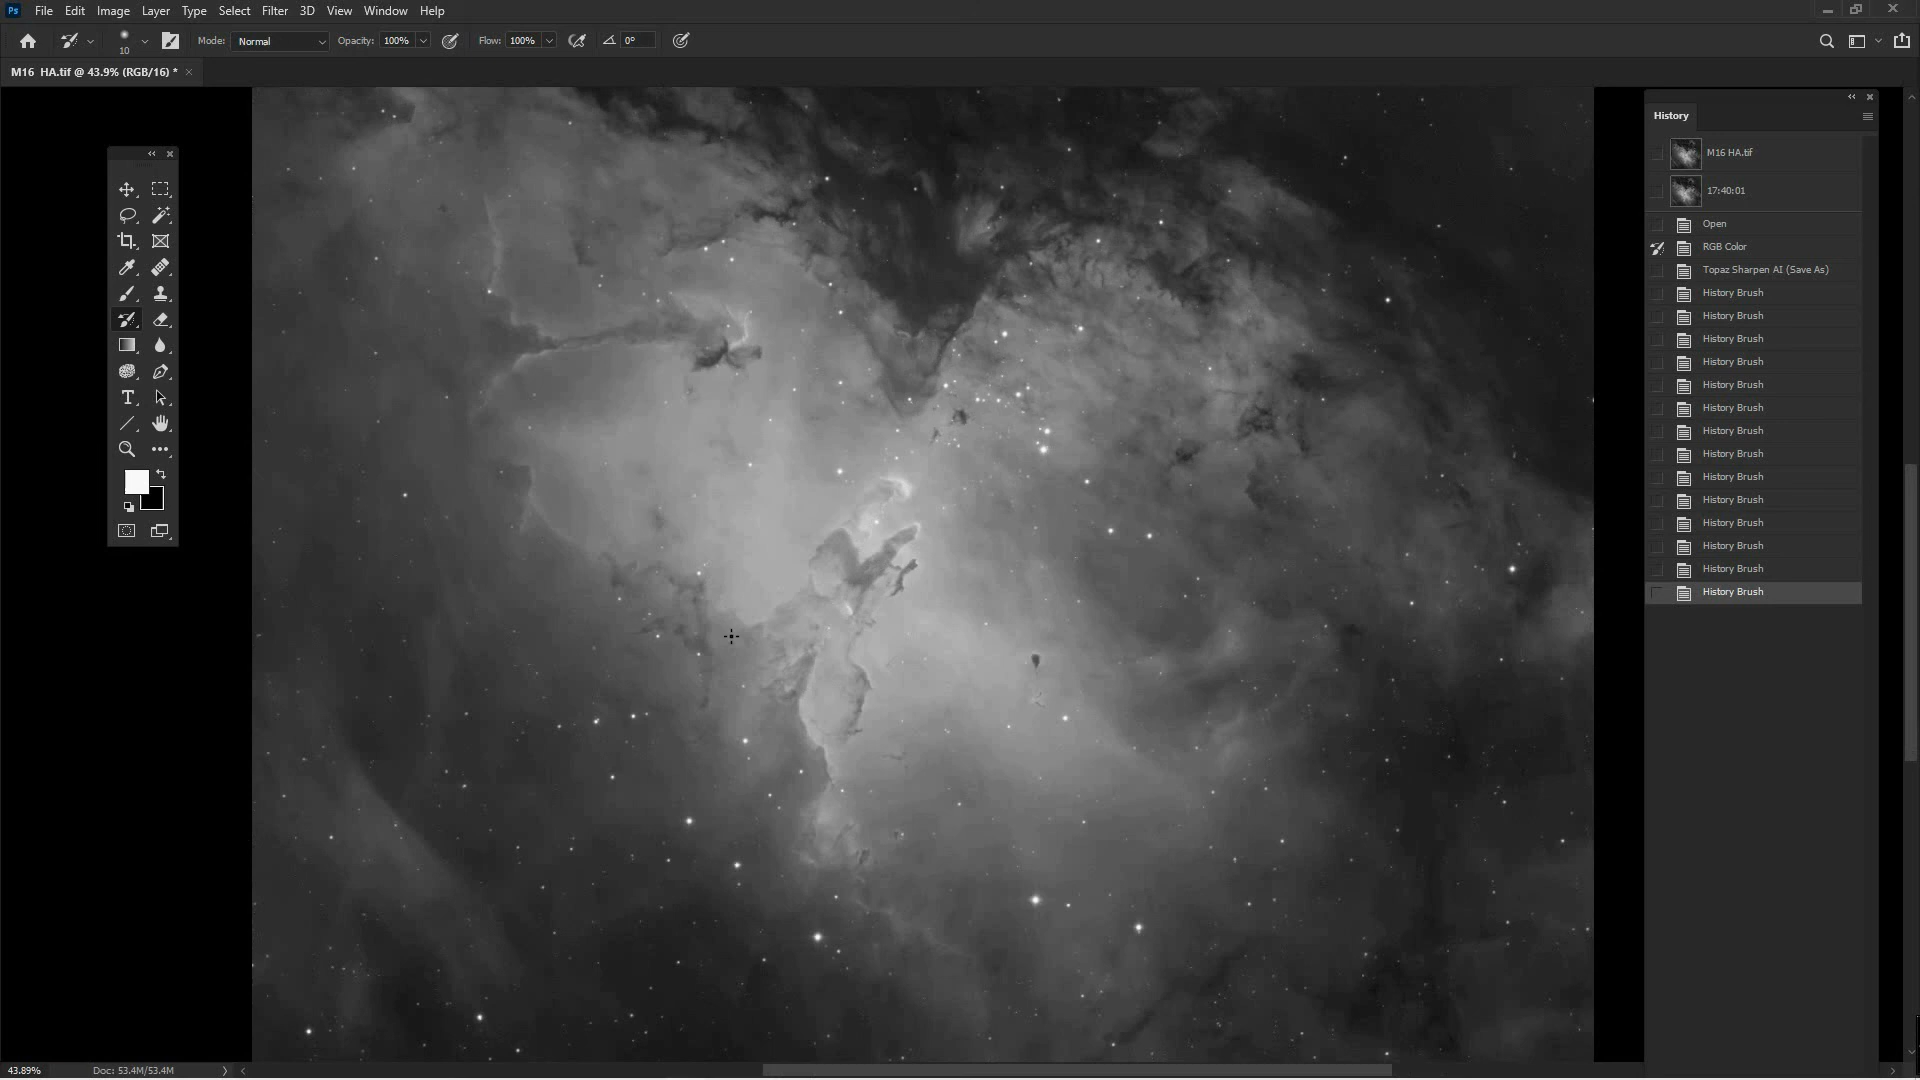 Ps File Edit Image Layer Type Select Filter 3D View Window Help
10 Mode: Normal Opacity: 100% Flow: 100% 0°
M16 HA.tif @ 43.9% (RGB/16) * ×
History
M16 HA.tif
17:40:01
Open
RGB Color
Topaz Sharpen AI (Save As)
History Brush
History Brush
History Brush
History Brush
History Brush
History Brush
History Brush
History Brush
History Brush
History Brush
History Brush
History Brush
History Brush
History Brush
43.89% Doc: 53.4M/53.4M